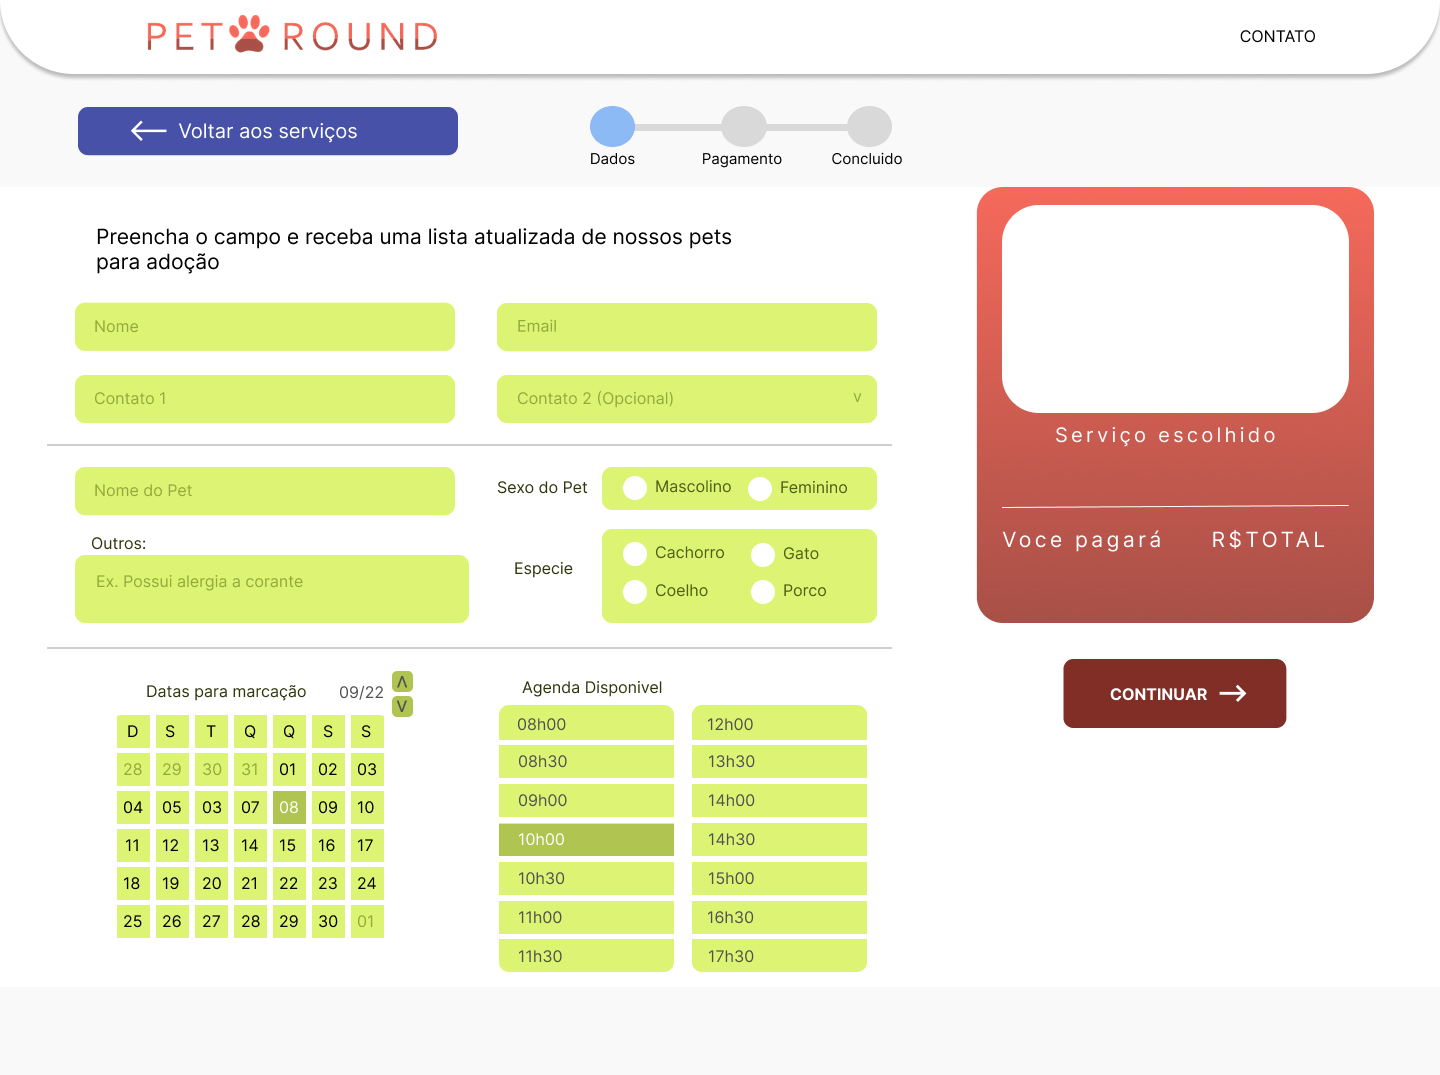 PET ROUND
CONTATO
Voltar aos serviços
Dados
Pagamento
Concluido
Preencha o campo e receba uma lista atualizada de nossos pets
para adoção
Nome
Email
Contato 1
Contato 2 (Opcional)
v
Nome do Pet
Sexo do Pet
Mascolino
Feminino
Outros:
Ex. Possui alergia a corante
Especie
Cachorro
Gato
Coelho
Porco
Serviço escolhido
Voce pagará
R$TOTAL
CONTINUAR
Datas para marcação
09/22
Λ
V
D S T Q Q S S
28 29 30 31 01 02 03
04 05 03 07 08 09 10
11 12 13 14 15 16 17
18 19 20 21 22 23 24
25 26 27 28 29 30 01
Agenda Disponivel
08h00
08h30
09h00
10h00
10h30
11h00
11h30
12h00
13h30
14h00
14h30
15h00
16h30
17h30